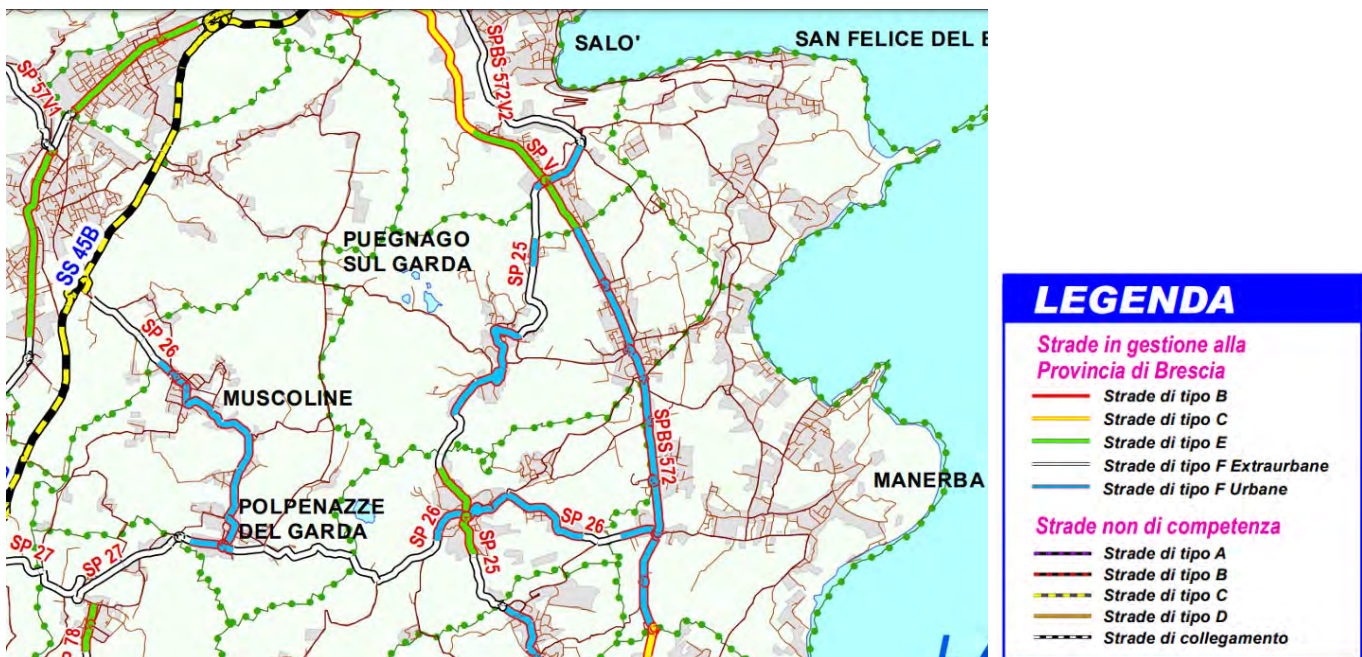 SALO'
SAN FELICE DEL B
SP 57V1
SPBS 572 V2
SP V
SS 45B
PUEGNAGO
SUL GARDA
SP 25
SP 26
MUSCOLINE
SPBS 572
MANERBA
POLPENAZZE
DEL GARDA
SP 26
SP 26
SP 27
SP 27
SP 25
P 78
LEGENDA
Strade in gestione alla
Provincia di Brescia
Strade di tipo B
Strade di tipo C
Strade di tipo E
Strade di tipo F Extraurbane
Strade di tipo F Urbane
Strade non di competenza
Strade di tipo A
Strade di tipo B
Strade di tipo C
Strade di tipo D
Strade di collegamento